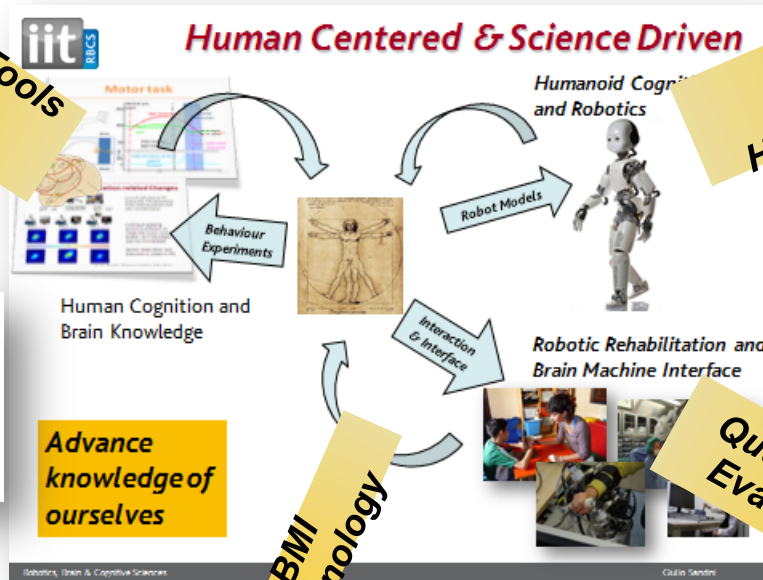 iit
RBCS
Human Centered & Science Driven
Tools
Motor task
Humanoid Cogni
and Robotics
H
Robot Models
Behaviour
Experiments
Human Cognition and
Brain Knowledge
Interaction
& Interface
Robotic Rehabilitation and
Brain Machine Interface
Advance
knowledge of
ourselves
BMI
nology
Qu
Eva
Robotics, Brain & Cognitive Sciences
Giulio Sandini